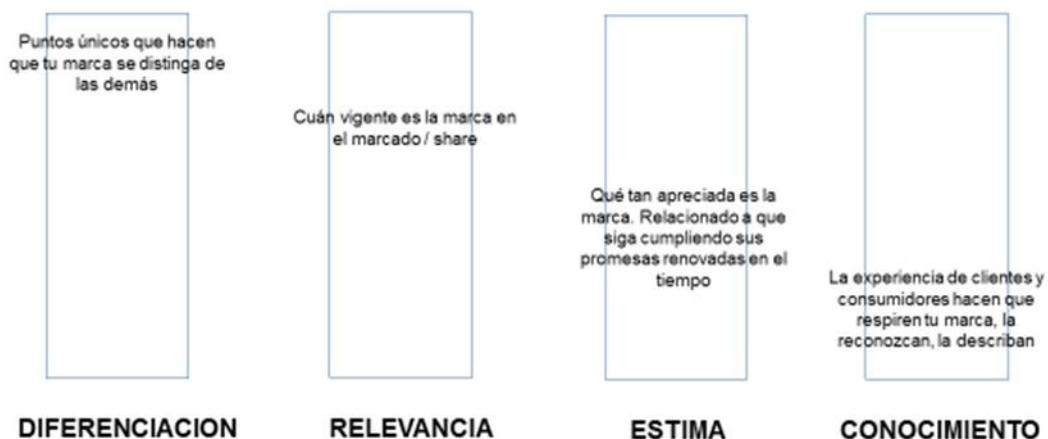 Puntos únicos que hacen
que tu marca se distinga de
las demás
Cuán vigente es la marca en
el marcado / share
Qué tan apreciada es la
marca. Relacionado a que
siga cumpliendo sus
promesas renovadas en el
tiempo
La experiencia de clientes y
consumidores hacen que
respiren tu marca, la
reconozcan, la describan
DIFERENCIACION
RELEVANCIA
ESTIMA
CONOCIMIENTO